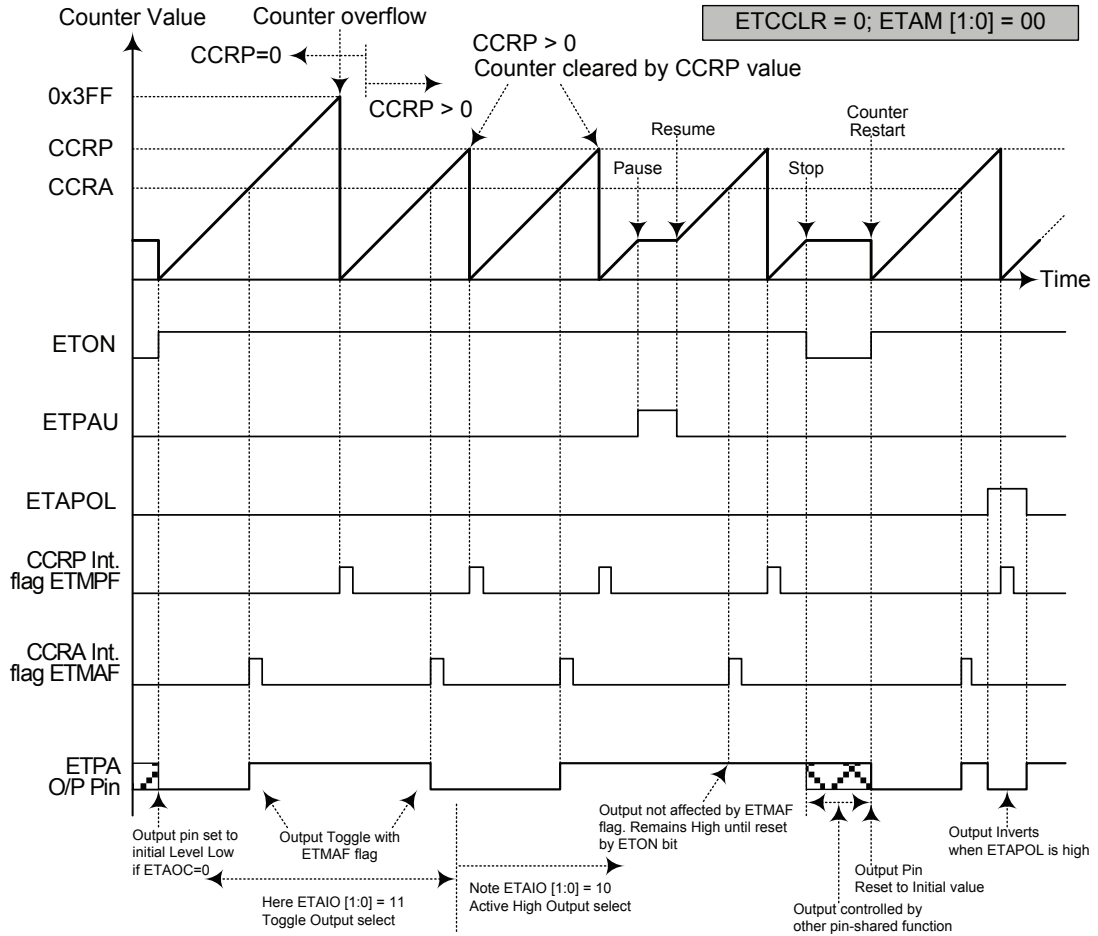 Counter Value
Counter overflow
ETCCLR = 0; ETAM [1:0] = 00
CCRP=0
CCRP > 0
CCRP > 0
Counter cleared by CCRP value
0x3FF
CCRP
CCRA
Pause
Resume
Stop
Counter
Restart
Time
ETON
ETPAU
ETAPOL
CCRP Int.
flag ETMPF
CCRA Int.
flag ETMAF
ETPA
O/P Pin
Output pin set to
initial Level Low
if ETAOC=0
Output Toggle with
ETMAF flag
Here ETAIO [1:0] = 11
Toggle Output select
Note ETAIO [1:0] = 10
Active High Output select
Output not affected by ETMAF
flag. Remains High until reset
by ETON bit
Output Pin
Reset to Initial value
Output controlled by
other pin-shared function
Output Inverts
when ETAPOL is high